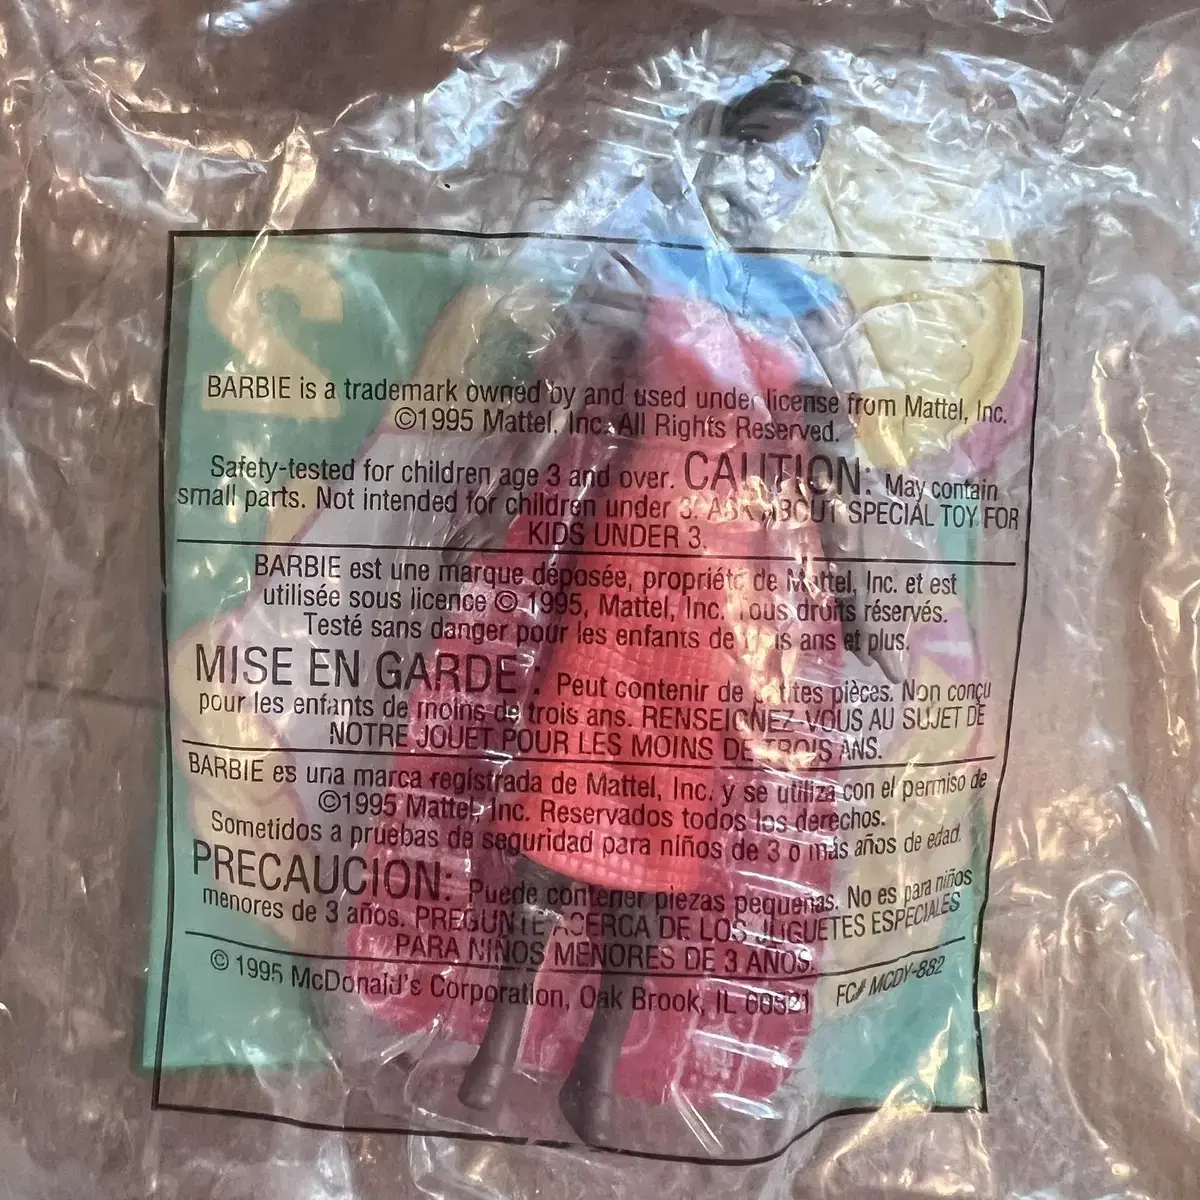 2
BARBIE is a trademark owned by and used under license from Mattel, Inc.
©1995 Mattel, Inc. All Rights Reserved.
Safety-tested for children age 3 and over. CAUTION: May contain
small parts. Not intended for children under 3. ASK ABOUT SPECIAL TOY FOR
KIDS UNDER 3.
BARBIE est une marque déposée, propriété de Mattel, Inc. et est
utilisée sous licence © 1995, Mattel, Inc. Tous droits réservés.
Testé sans danger pour les enfants de trois ans et plus.
MISE EN GARDE : Peut contenir de petites pièces. Non conçu
pour les enfants de moins de trois ans. RENSEIGNEZ-VOUS AU SUJET DE
NOTRE JOUET POUR LES MOINS DE TROIS ANS.
BARBIE es una marca registrada de Mattel, Inc. y se utiliza con el permiso de
©1995 Mattel, Inc. Reservados todos los derechos.
Sometidos a pruebas de seguridad para niños de 3 o más años de edad.
PRECAUCION: Puede contener piezas pequeñas. No es para niños
menores de 3 años. PREGUNTE ACERCA DE LOS JUGUETES ESPECIALES
PARA NIÑOS MENORES DE 3 AÑOS.
© 1995 McDonald's Corporation, Oak Brook, IL 60521
FC# MCDY-882